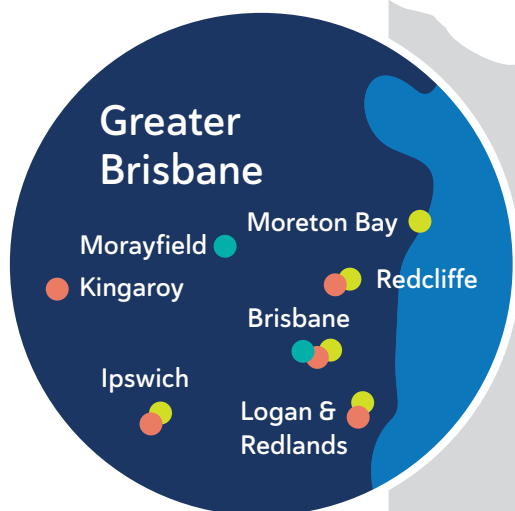 Greater
Brisbane
Moreton Bay
Morayfield
Redcliffe
Kingaroy
Brisbane
Ipswich
Logan &
Redlands